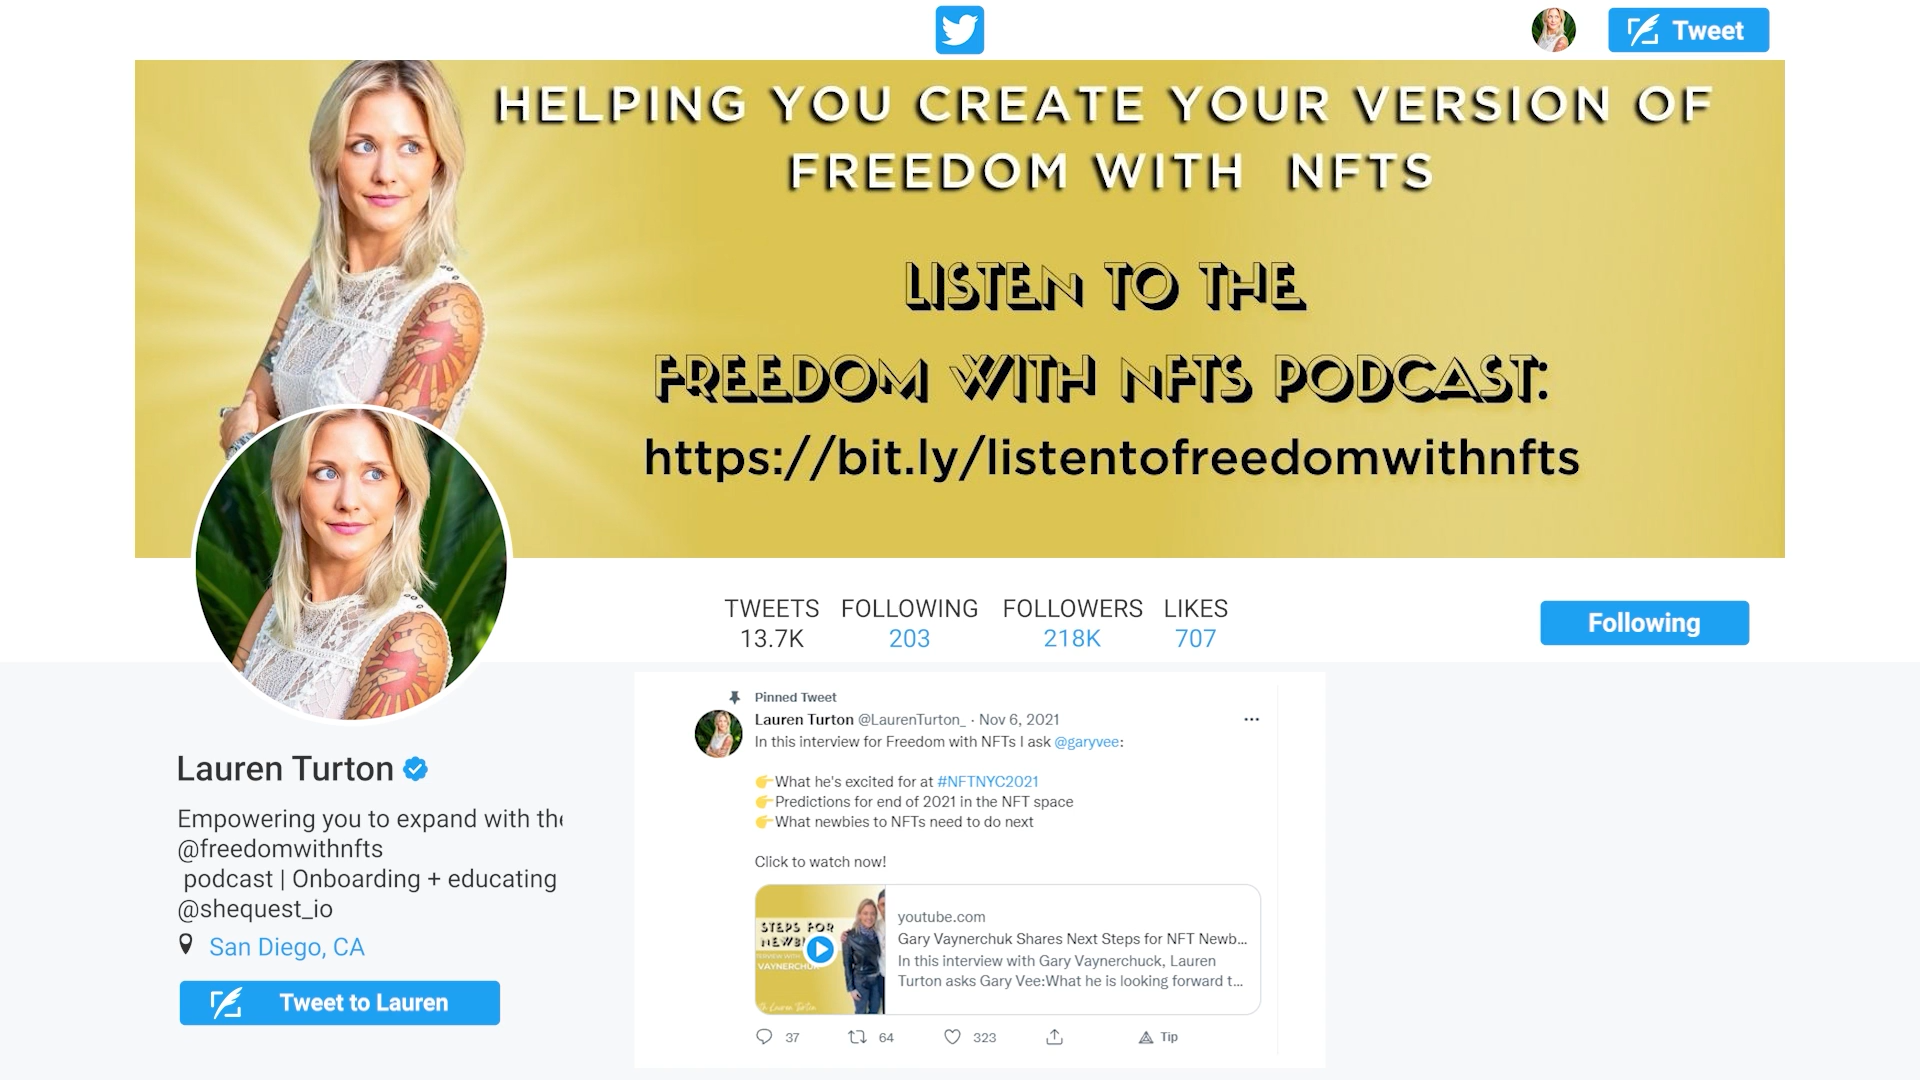 Tweet
HELPING YOU CREATE YOUR VERSION OF
FREEDOM WITH NFTS
LISTEN TO THE
FREEDOM WITH NFTS PODCAST:
https://bit.ly/listentofreedomwithnfts
TWEETS FOLLOWING FOLLOWERS LIKES
13.7K 203 218K 707
Following
Lauren Turton
Empowering you to expand with
@freedomwithnfts
podcast | Onboarding + educating
@shequest_io
San Diego, CA
Tweet to Lauren
Pinned Tweet
Lauren Turton @LaurenTurton_ · Nov 6, 2021
In this interview for Freedom with NFTs I ask @garyvee:
👉What he's excited for at #NFTNYC2021
👉Predictions for end of 2021 in the NFT space
👉What newbies to NFTs need to do next
Click to watch now!
STEPS FOR
youtube.com
Gary Vaynerchuk Shares Next Steps for NFT Newb...
In this interview with Gary Vaynerchuck, Lauren
Turton asks Gary Vee:What he is looking forward t...
37 64 323 Tip